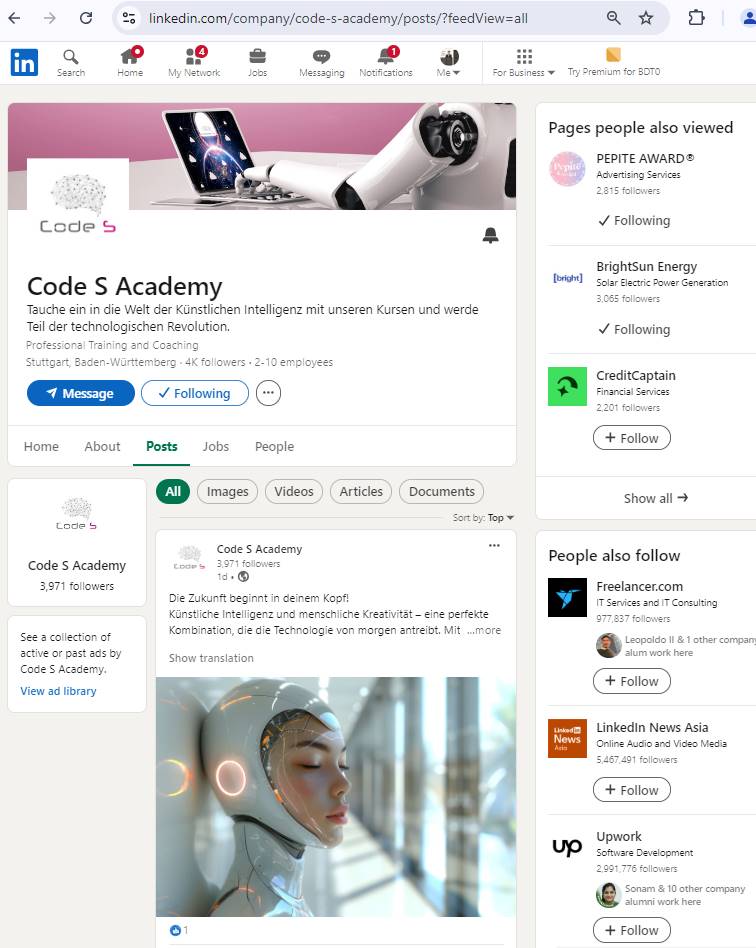 linkedin.com/company/code-s-academy/posts/?feedView=all
in
Search
Home
4
My Network
Jobs
Messaging
1
Notifications
Me
For Business
Try Premium for BDT0
Code S
Code S Academy
Tauche ein in die Welt der Künstlichen Intelligenz mit unseren Kursen und werde
Teil der technologischen Revolution.
Professional Training and Coaching
Stuttgart, Baden-Württemberg · 4K followers · 2-10 employees
Message
Following
Home
About
Posts
Jobs
People
Code S
Code S Academy
3,971 followers
See a collection of
active or past ads by
Code S Academy.
View ad library
All
Images
Videos
Articles
Documents
Sort by: Top
Code S
Code S Academy
3,971 followers
1d •
Die Zukunft beginnt in deinem Kopf!
Künstliche Intelligenz und menschliche Kreativität – eine perfekte
Kombination, die die Technologie von morgen antreibt. Mit ...more
Show translation
1
Pages people also viewed
Pépite
PEPITE AWARD®
Advertising Services
2,815 followers
Following
[bright]
BrightSun Energy
Solar Electric Power Generation
3,065 followers
Following
CreditCaptain
Financial Services
2,201 followers
+ Follow
Show all →
People also follow
Freelancer.com
IT Services and IT Consulting
977,837 followers
Leopoldo II & 1 other company
alum work here
+ Follow
Linked in
News
Asia
LinkedIn News Asia
Online Audio and Video Media
5,467,491 followers
+ Follow
up
Upwork
Software Development
2,991,776 followers
Sonam & 10 other company
alumni work here
+ Follow